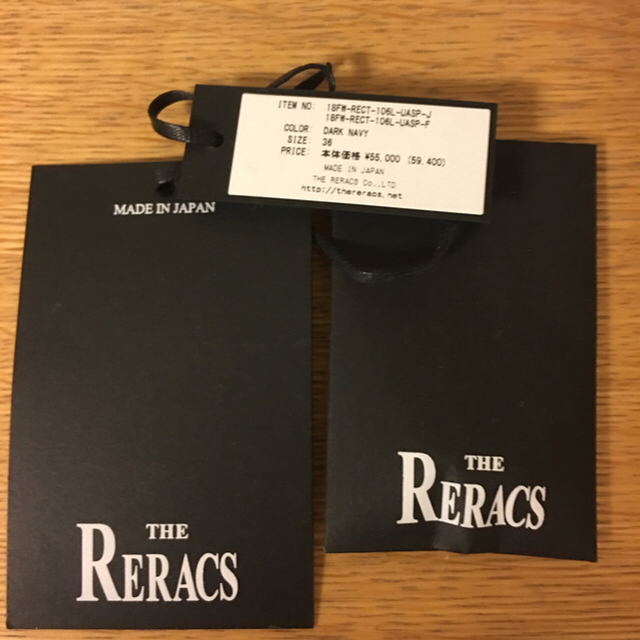 ITEM NO: 18FW-RECT-106L-UASP-J
18FW-RECT-106L-UASP-F
COLOR: DARK NAVY
SIZE: 36
PRICE: 本体価格 ¥55,000 (59,400)
MADE IN JAPAN
THE RERACS Co.,LTD
http://thereracs.net
MADE IN JAPAN
THE
RERACS
THE
RERACS